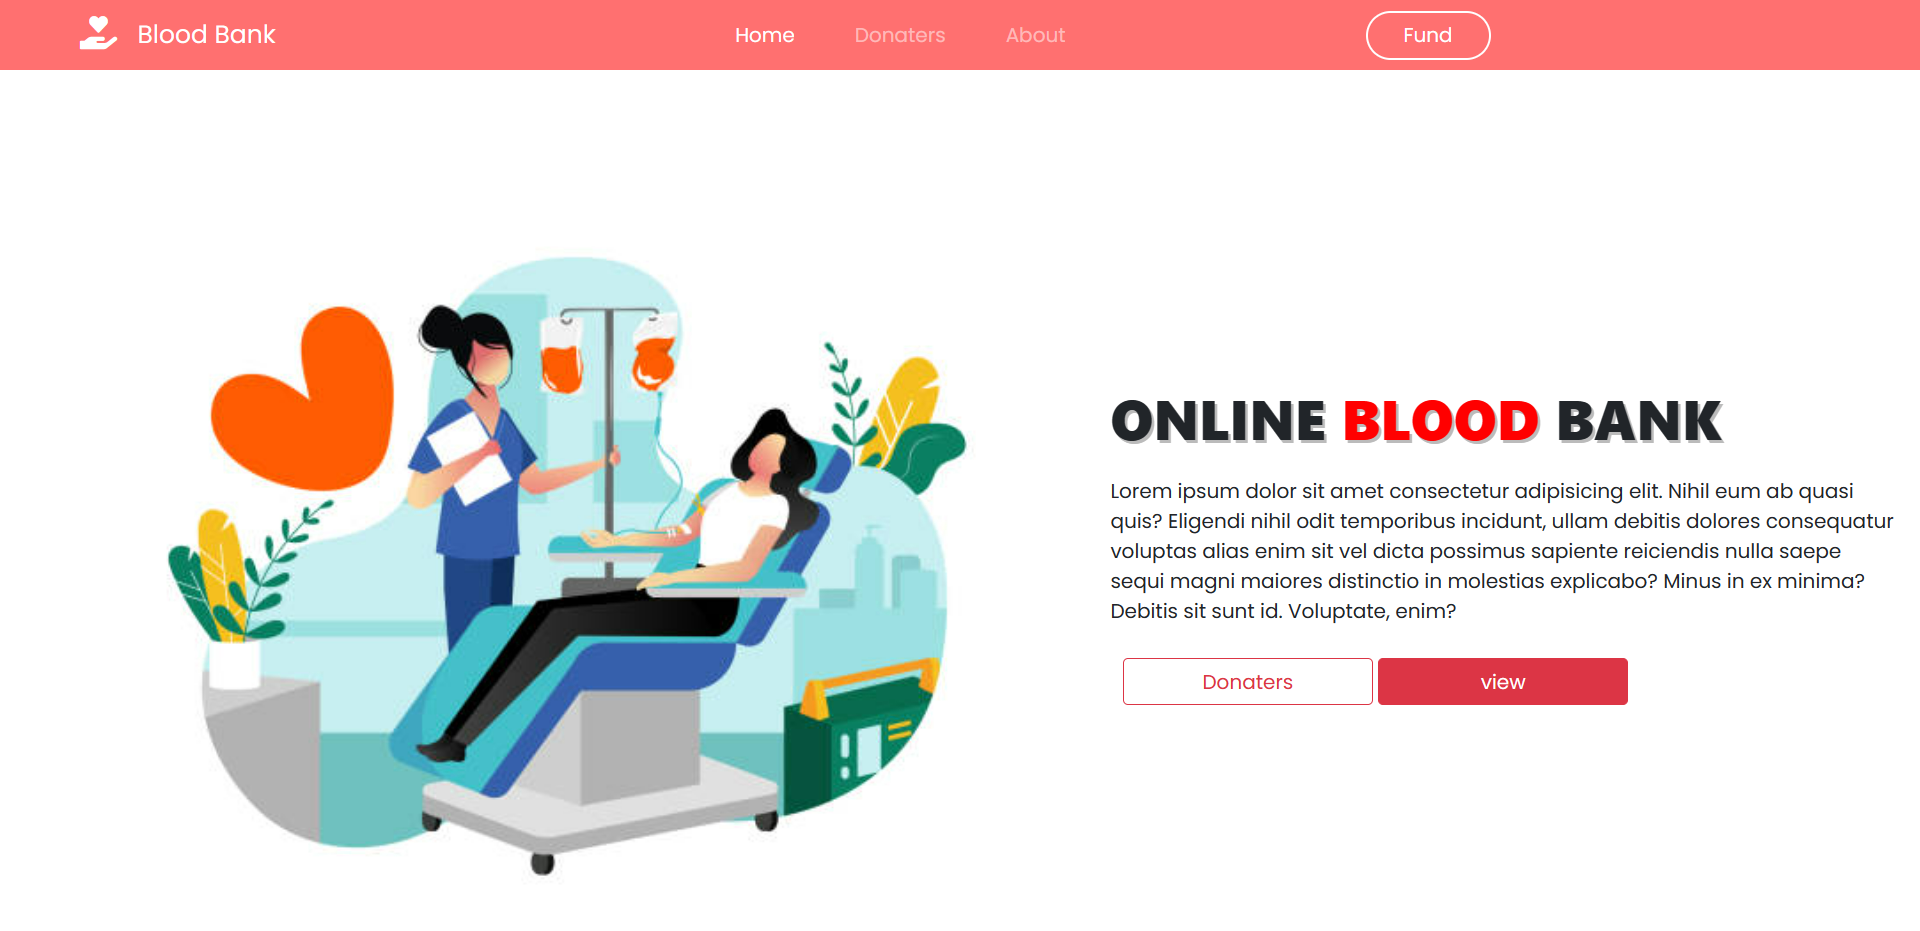 Blood Bank
Home
Donaters
About
Fund
ONLINE BLOOD BANK
Lorem ipsum dolor sit amet consectetur adipisicing elit. Nihil eum ab quasi
quis? Eligendi nihil odit temporibus incidunt, ullam debitis dolores consequatur
voluptas alias enim sit vel dicta possimus sapiente reiciendis nulla saepe
sequi magni maiores distinctio in molestias explicabo? Minus in ex minima?
Debitis sit sunt id. Voluptate, enim?
Donaters
view